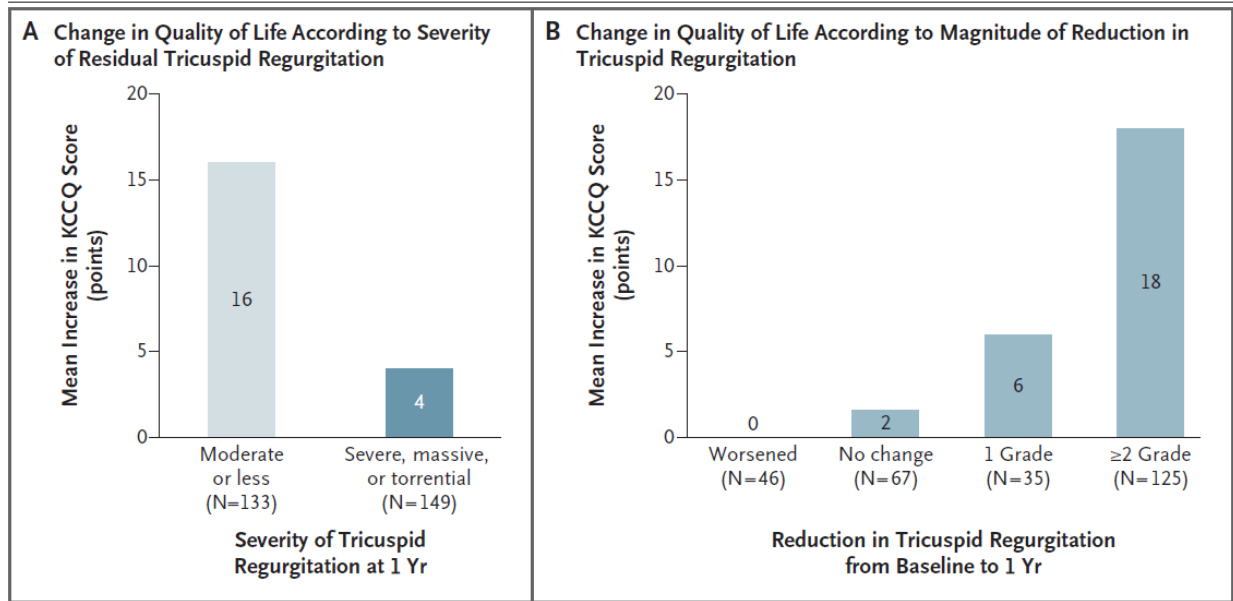 A Change in Quality of Life According to Severity
of Residual Tricuspid Regurgitation
20
15
10
5
0
Mean Increase in KCCQ Score
(points)
16
4
Moderate
or less
(N=133)
Severe, massive,
or torrential
(N=149)
Severity of Tricuspid
Regurgitation at 1 Yr
B Change in Quality of Life According to Magnitude of Reduction in
Tricuspid Regurgitation
20
15
10
5
0
Mean Increase in KCCQ Score
(points)
0
2
6
18
Worsened
(N=46)
No change
(N=67)
1 Grade
(N=35)
≥2 Grade
(N=125)
Reduction in Tricuspid Regurgitation
from Baseline to 1 Yr